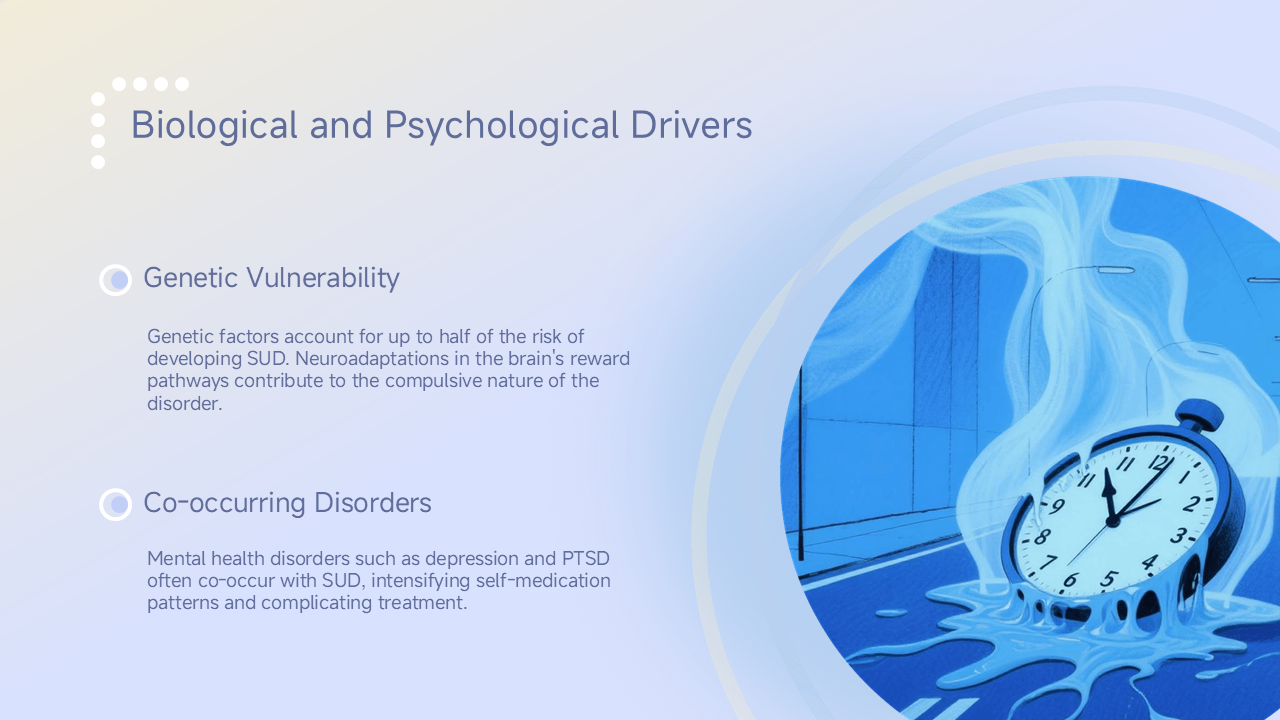 Biological and Psychological Drivers
Genetic Vulnerability
Genetic factors account for up to half of the risk of
developing SUD. Neuroadaptations in the brain's reward
pathways contribute to the compulsive nature of the
disorder.
Co-occurring Disorders
Mental health disorders such as depression and PTSD
often co-occur with SUD, intensifying self-medication
patterns and complicating treatment.
11
11
12
1
9
2
8
3
7
4
6
5